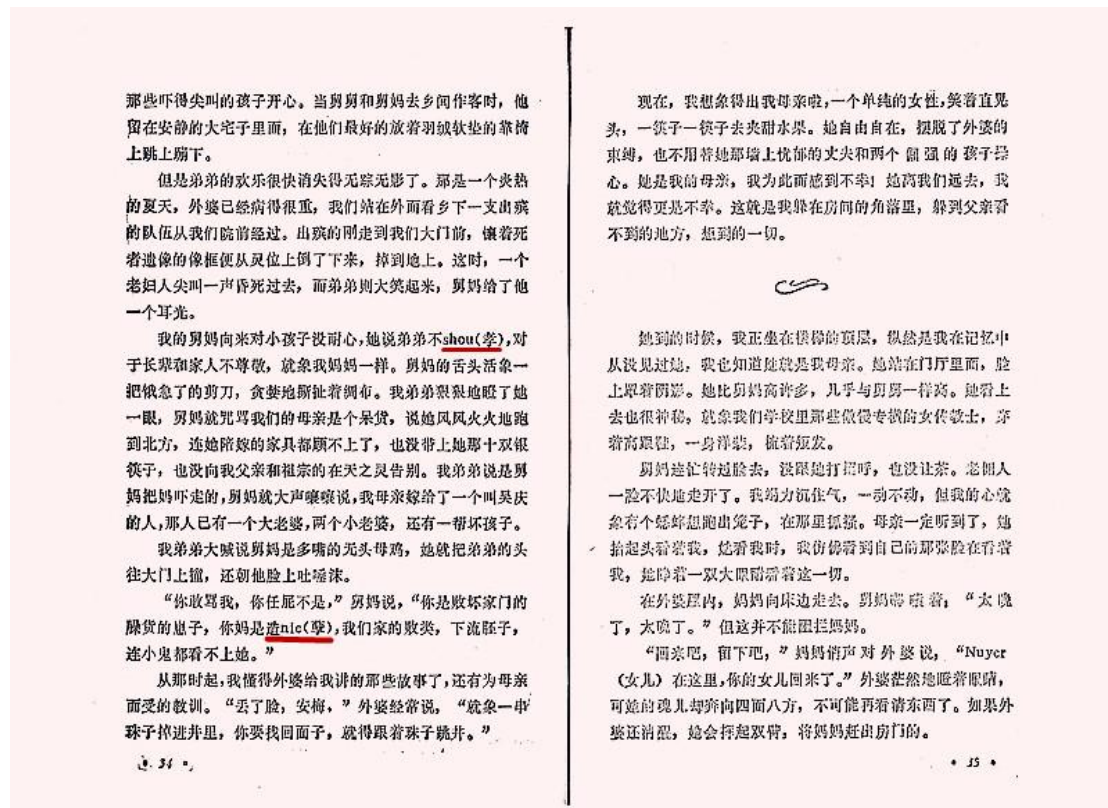 那些吓得尖叫的孩子开心。当舅舅和舅妈去乡间作客时，他
留在安静的大宅子里面，在他们最好的放着羽绒软垫的靠椅
上跳上蹦下。
但是弟弟的欢乐很快消失得无踪无影了。那是一个炎热
的夏天，外婆已经病得很重，我们站在外面看乡下一支出殡
的队伍从我们院前经过。出殡的刚走到我们大门前，镶着死
者遗像的像框便从灵位上倒了下来，掉到地上。这时，一个
老妇人尖叫一声昏死过去，而弟弟则大笑起来，舅妈给了他
一个耳光。
我的舅妈向来对小孩子没耐心，她说弟弟不shou(孝)，对
于长辈和家人不尊敬，就象我妈妈一样。舅妈的舌头活象一
把饿急了的剪刀，贪婪地撕扯着绸布。我弟弟狠狠地瞪了她
一眼，舅妈就咒骂我们的母亲是个呆货，说她风风火火地跑
到北方，连她陪嫁的家具都顾不上了，也没带上她那十双银
筷子，也没向我父亲和祖宗的在天之灵告别。我弟弟说是舅
妈把妈吓走的，舅妈就大声嚷嚷说，我母亲嫁给了一个叫吴庆
的人，那人已有一个大老婆，两个小老婆，还有一帮坏孩子。
我弟弟大喊说舅妈是多嘴的无头母鸡，她就把弟弟的头
往大门上撞，还朝他脸上吐唾沫。
“你敢骂我，你任屁不是，”舅妈说，“你是败坏家门的
臊货的崽子，你妈是造nie(孽)，我们家的败类，下流胚子，
连小鬼都看不上她。”
从那时起，我懂得外婆给我讲的那些故事了，还有为母亲
而受的教训。“丢了脸，安梅，”外婆经常说，“就象一串
珠子掉进井里，你要找回面子，就得跟着珠子跳井。”
• 34 •
现在，我想象得出我母亲啦，一个单纯的女性，笑着直晃
头，一筷子一筷子去夹甜水果。她自由自在，摆脱了外婆的
束缚，也不用替她那墙上忧郁的丈夫和两个倔强的孩子操
心。她是我的母亲，我为此而感到不幸！她离我们远去，我
就觉得更是不幸。这就是我躲在房间的角落里，躲到父亲看
不到的地方，想到的一切。
她到的时候，我正坐在楼梯的顶层，纵然是我在记忆中
从没见过她，我也知道她就是我母亲。她站在门厅里面，脸
上罩着阴影。她比舅妈高许多，几乎与舅舅一样高。她看上
去也很神秘，就象我们学校里那些傲慢专横的女传教士，穿
着高跟鞋，一身洋装，梳着短发。
舅妈连忙转过脸去，没跟她打招呼，也没让茶。老佣人
一脸不快地走开了。我竭力沉住气，一动不动，但我的心就
象有个蟋蟀想跑出笼子，在那里抓搔。母亲一定听到了，她
抬起头看着我，她看我时，我仿佛看到自己的那张脸在看着
我，她睁着一双大眼睛看着这一切。
在外婆屋内，妈妈向床边走去。舅妈嘟喃着，“太晚
了，太晚了。”但这并不能阻拦妈妈。
“回来吧，留下吧，”妈妈悄声对外婆说，“Nuyer
（女儿）在这里，你的女儿回来了。”外婆茫然地睁着眼睛，
可她的魂儿却奔向四面八方，不可能再看清东西了。如果外
婆还清醒，她会挥起双臂，将妈妈赶出房门的。
• 35 •